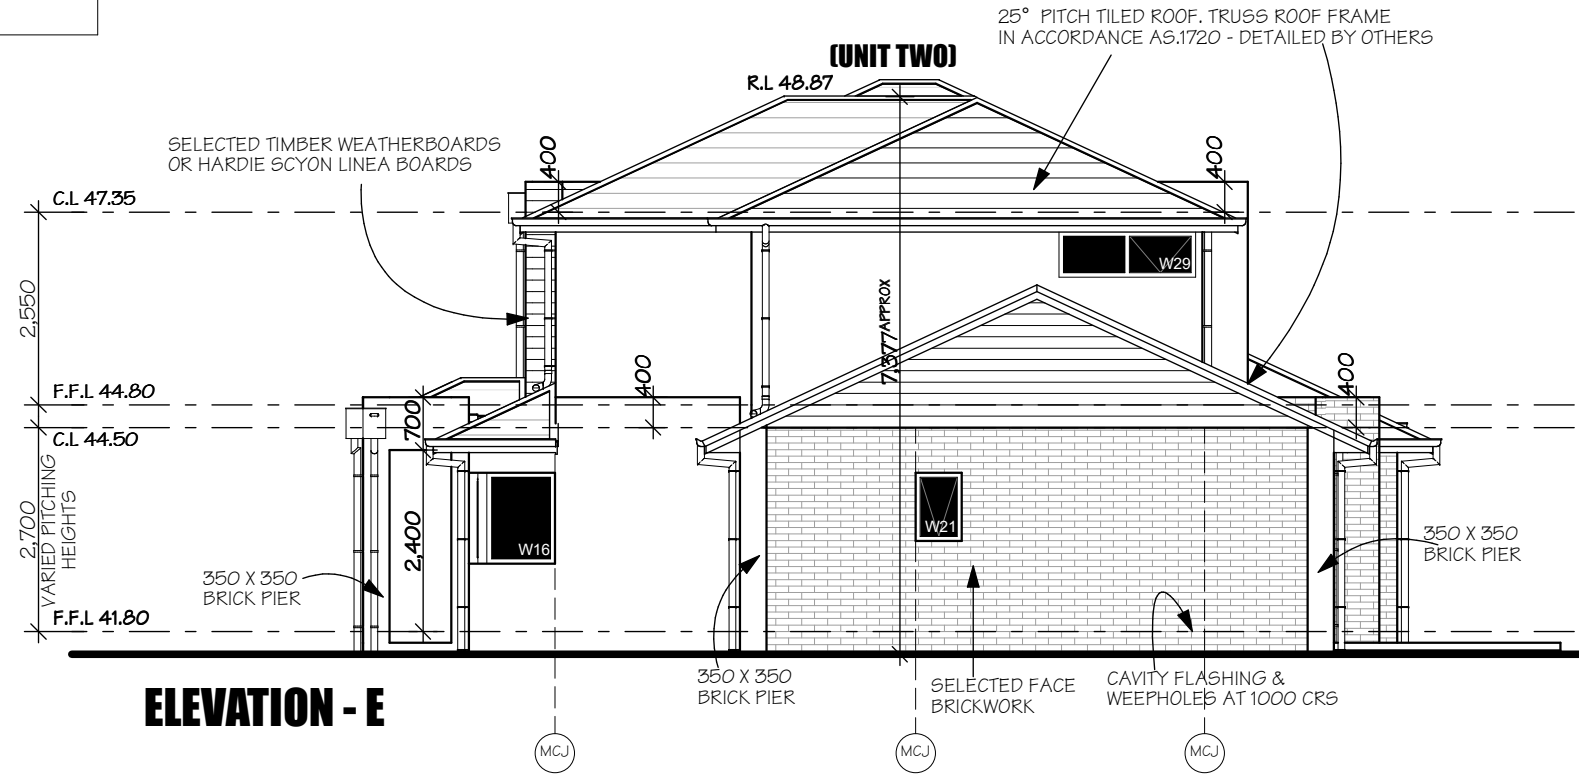 25° PITCH TILED ROOF. TRUSS ROOF FRAME
IN ACCORDANCE AS.1720 - DETAILED BY OTHERS
(UNIT TWO)
R.L 48.87
SELECTED TIMBER WEATHERBOARDS
OR HARDIE SCYON LINEA BOARDS
400
400
C.L 47.35
W29
2,550
7,377 APPROX
400
400
F.F.L 44.80
700
C.L 44.50
2,700
VARIED PITCHING
HEIGHTS
2,400
W16
W21
350 X 350
BRICK PIER
350 X 350
BRICK PIER
F.F.L 41.80
350 X 350
BRICK PIER
SELECTED FACE
BRICKWORK
CAVITY FLASHING &
WEEPHOLES AT 1000 CRS
ELEVATION - E
MCJ
MCJ
MCJ